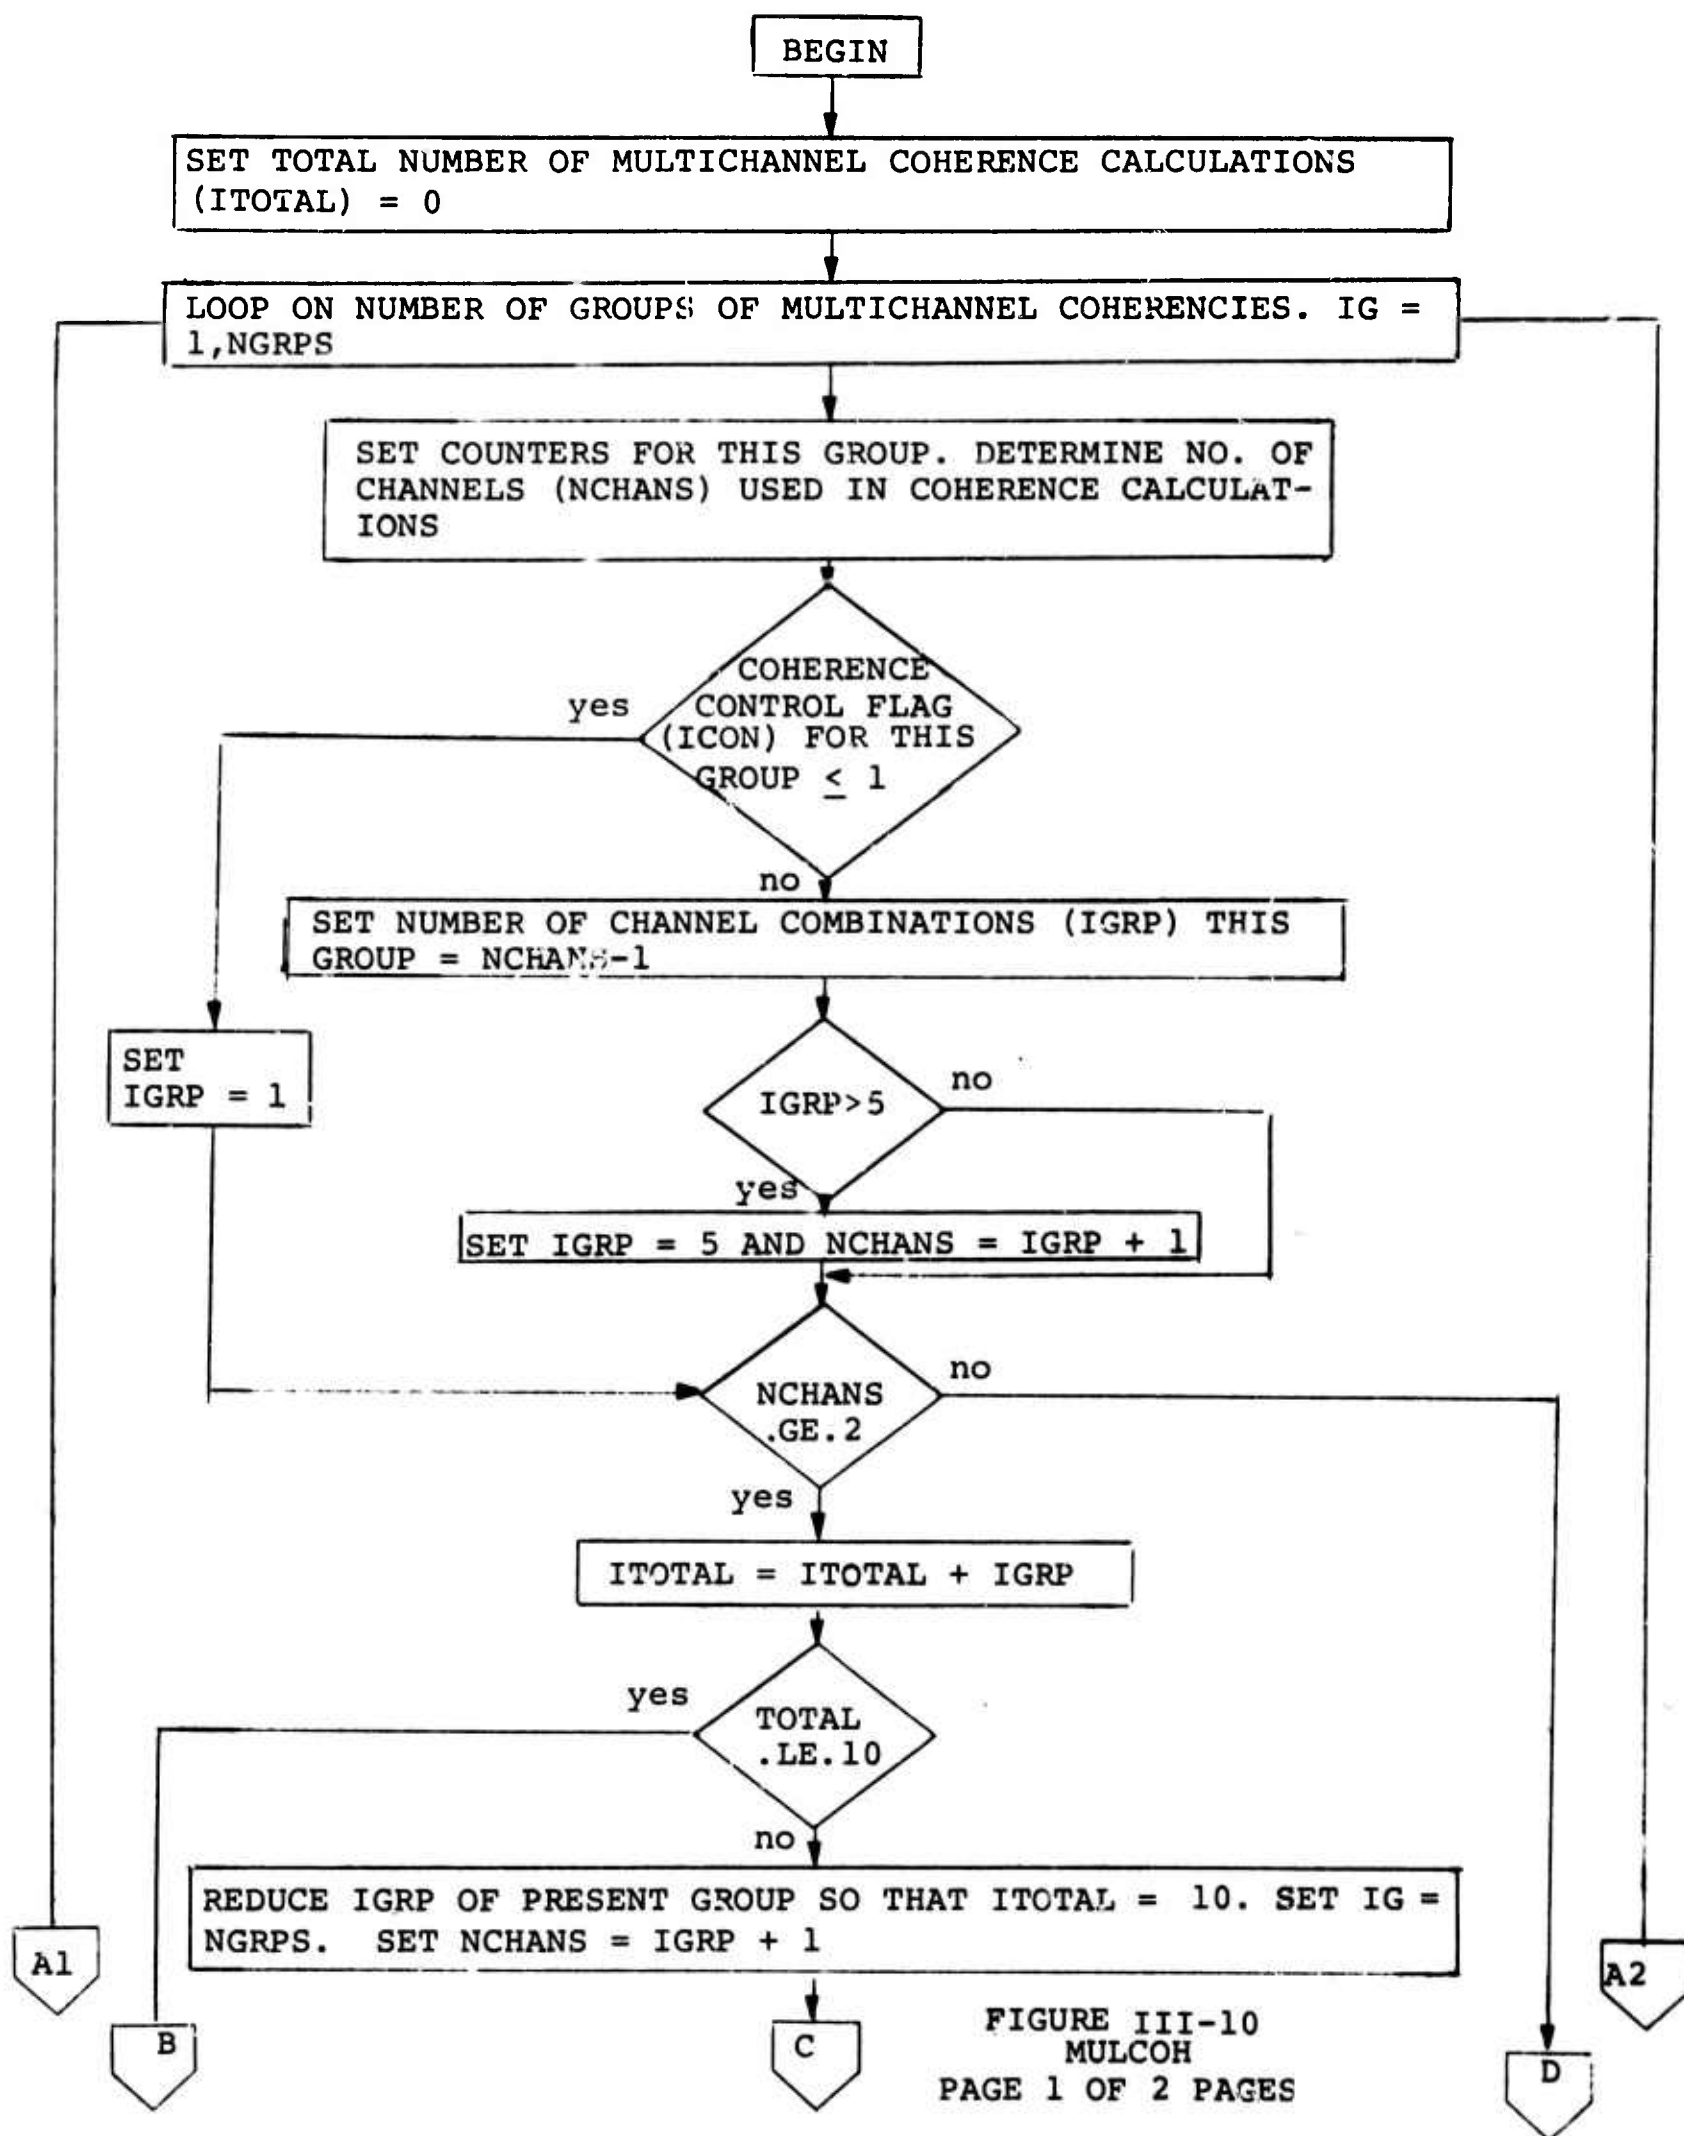 BEGIN
SET TOTAL NUMBER OF MULTICHANNEL COHERENCE CALCULATIONS
(ITOTAL) = 0
LOOP ON NUMBER OF GROUPS OF MULTICHANNEL COHERENCIES. IG =
1,NGRPS
SET COUNTERS FOR THIS GROUP. DETERMINE NO. OF
CHANNELS (NCHANS) USED IN COHERENCE CALCULAT-
IONS
COHERENCE
CONTROL FLAG
(ICON) FOR THIS
GROUP ≤ 1
yes
no
SET NUMBER OF CHANNEL COMBINATIONS (IGRP) THIS
GROUP = NCHANS-1
SET
IGRP = 1
IGRP>5
no
yes
SET IGRP = 5 AND NCHANS = IGRP + 1
NCHANS
.GE.2
no
yes
ITOTAL = ITOTAL + IGRP
yes
TOTAL
.LE.10
no
REDUCE IGRP OF PRESENT GROUP SO THAT ITOTAL = 10. SET IG =
NGRPS. SET NCHANS = IGRP + 1
A1
A2
B
C
D
FIGURE III-10
MULCOH
PAGE 1 OF 2 PAGES